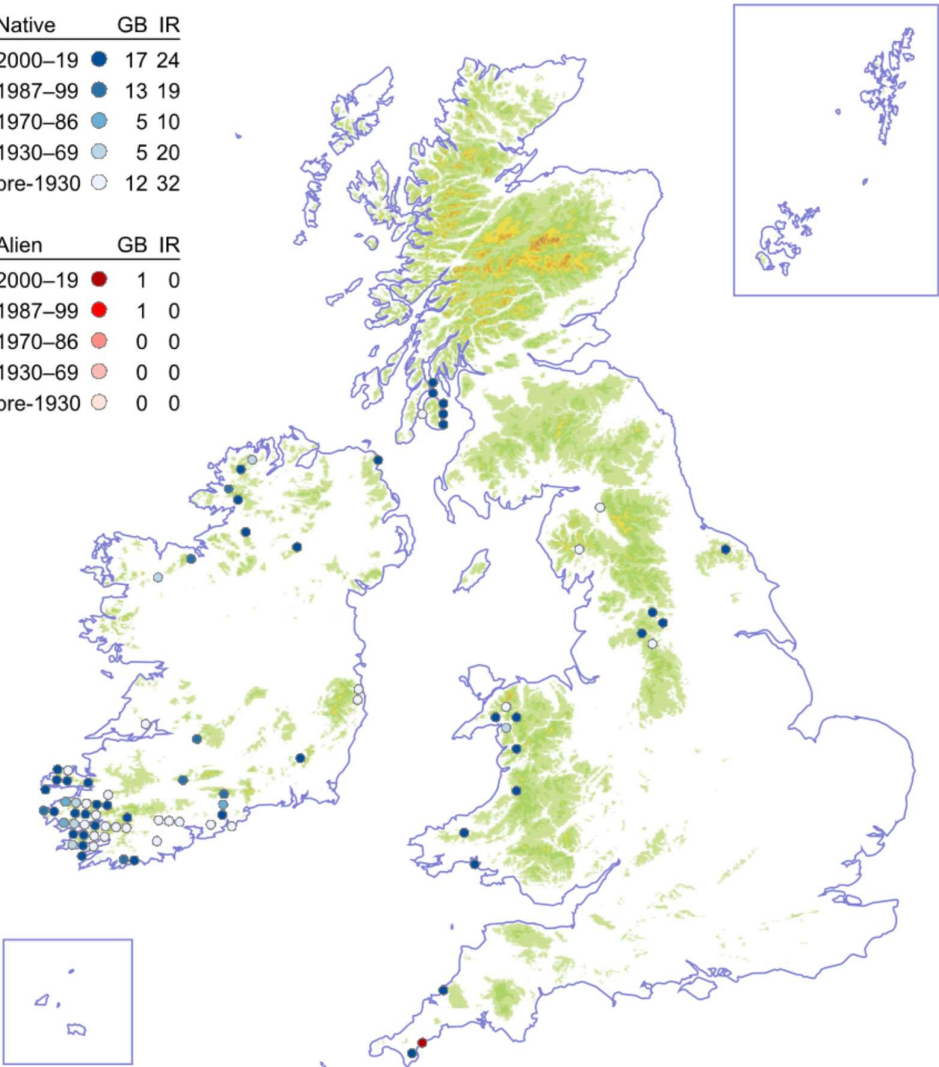 Native GB IR
2000–19 17 24
1987–99 13 19
1970–86 5 10
1930–69 5 20
pre-1930 12 32
Alien GB IR
2000–19 1 0
1987–99 1 0
1970–86 0 0
1930–69 0 0
pre-1930 0 0